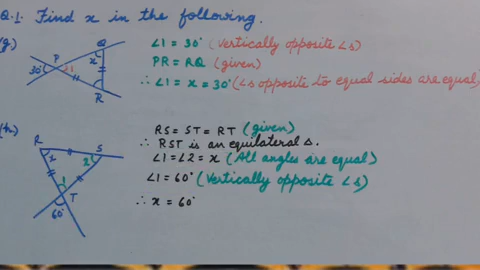 Q.1. Find x in the following.
(g)
P
Q
R
30°
1
x
∠1 = 30° (Vertically opposite ∠s)
PR = RQ (given)
∴ ∠1 = x = 30° (∠s opposite to equal sides are equal)
(h)
R
S
T
x
2
1
60°
RS = ST = RT (given)
∴ RST is an equilateral Δ.
∠1 = ∠2 = x (All angles are equal)
∠1 = 60° (Vertically opposite ∠s)
∴ x = 60°